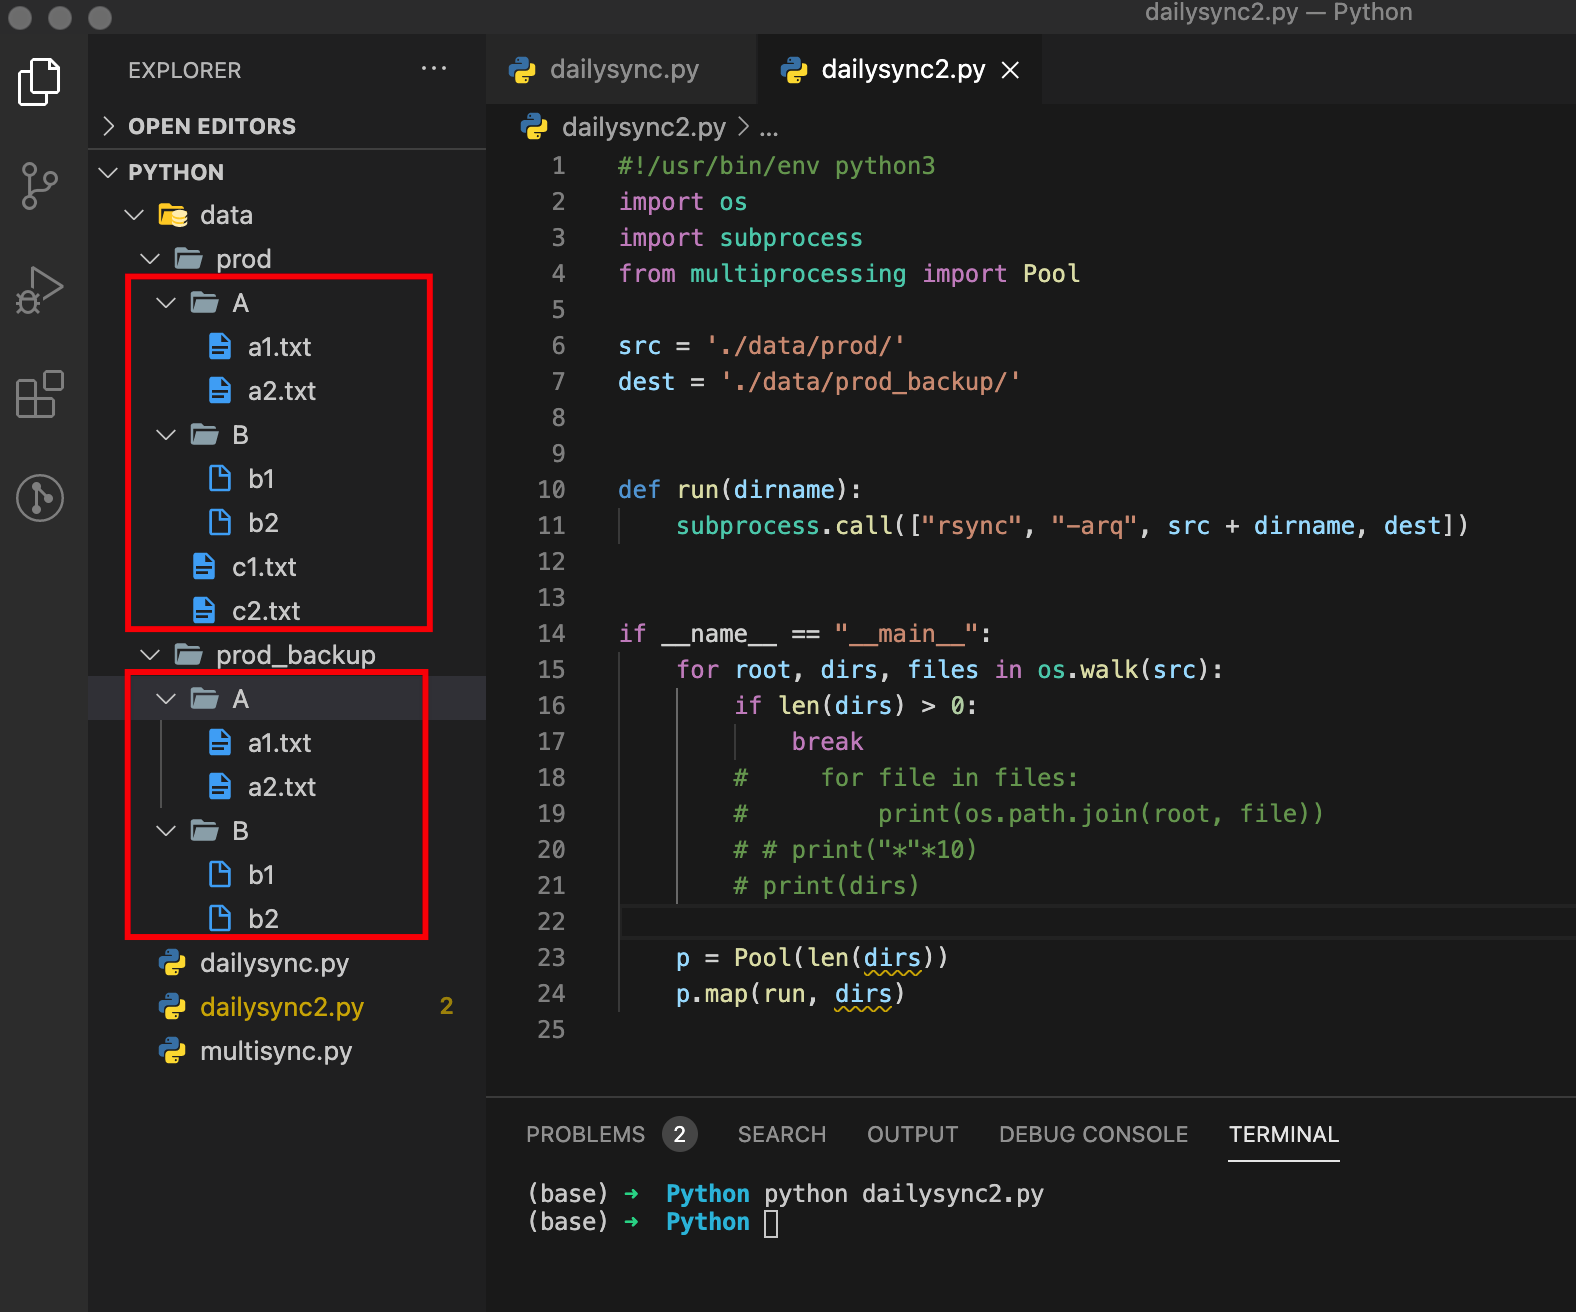 dailysync2.py — Python
EXPLORER
OPEN EDITORS
PYTHON
data
prod
A
a1.txt
a2.txt
B
b1
b2
c1.txt
c2.txt
prod_backup
A
a1.txt
a2.txt
B
b1
b2
dailysync.py
dailysync2.py 2
multisync.py
dailysync.py dailysync2.py
dailysync2.py > ...
1 #!/usr/bin/env python3
2 import os
3 import subprocess
4 from multiprocessing import Pool
5
6 src = './data/prod/'
7 dest = './data/prod_backup/'
8
9
10 def run(dirname):
11     subprocess.call(["rsync", "-arq", src + dirname, dest])
12
13
14 if __name__ == "__main__":
15     for root, dirs, files in os.walk(src):
16         if len(dirs) > 0:
17             break
18         #     for file in files:
19         #         print(os.path.join(root, file))
20         # # print("*"*10)
21         # print(dirs)
22
23     p = Pool(len(dirs))
24     p.map(run, dirs)
25
PROBLEMS 2 SEARCH OUTPUT DEBUG CONSOLE TERMINAL
(base) ➜ Python python dailysync2.py
(base) ➜ Python